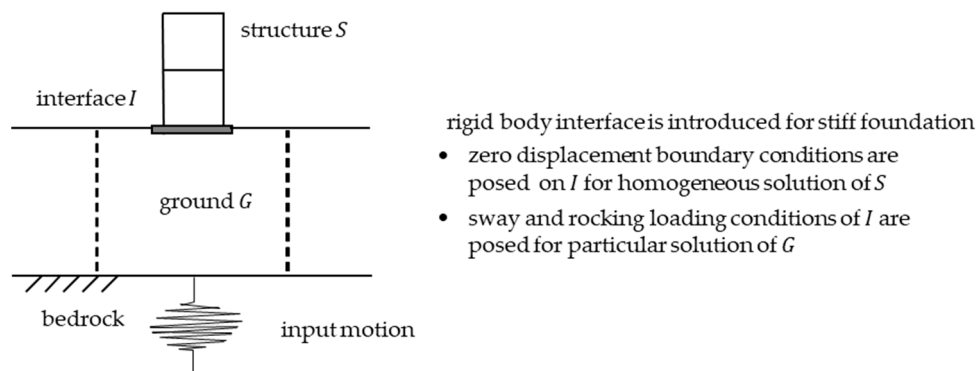 structure S
interface I
ground G
bedrock
input motion
rigid body interface is introduced for stiff foundation
• zero displacement boundary conditions are
posed on I for homogeneous solution of S
• sway and rocking loading conditions of I are
posed for particular solution of G